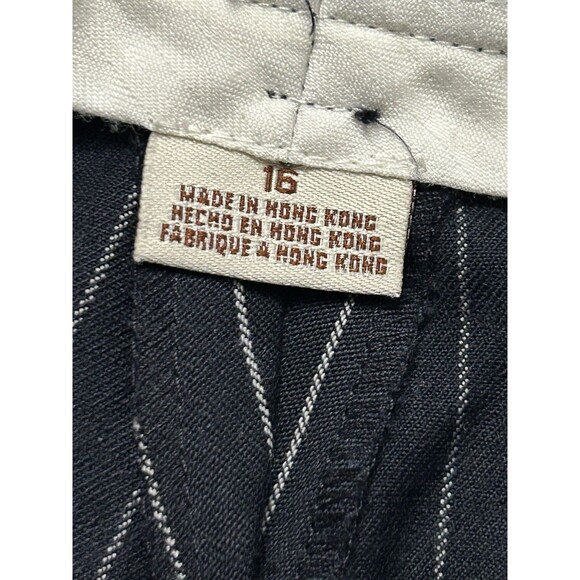 16
MADE IN HONG KONG
HECHO EN HONG KONG
FABRIQUE A HONG KONG